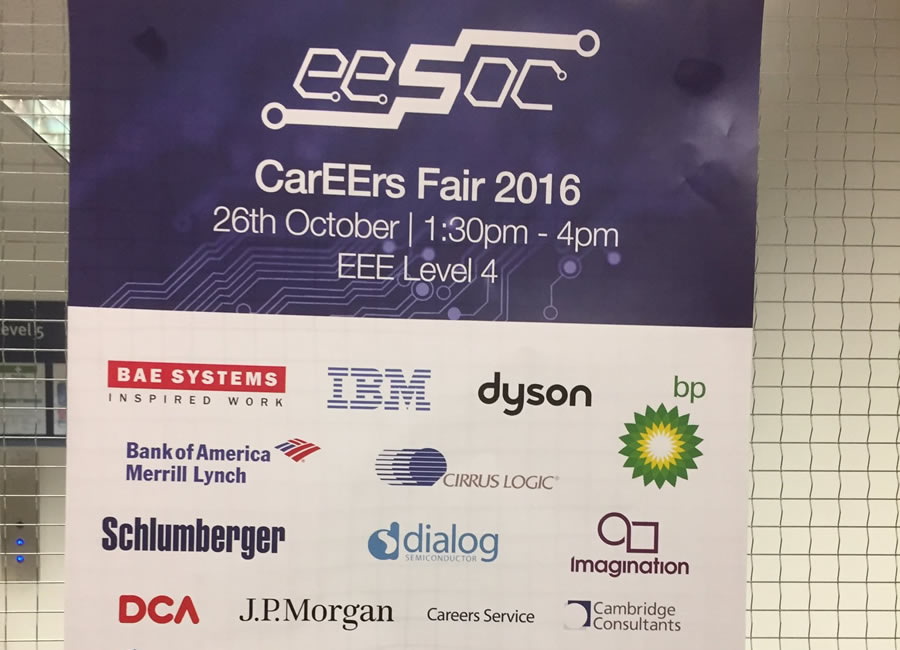 eesoc
CarEErs Fair 2016
26th October | 1:30pm - 4pm
EEE Level 4
evel 5
BAE SYSTEMS
INSPIRED WORK
IBM
dyson
bp
Bank of America
Merrill Lynch
CIRRUS LOGIC®
Schlumberger
dialog
SEMICONDUCTOR
Imagination
DCA
J.P.Morgan
Careers Service
Cambridge
Consultants